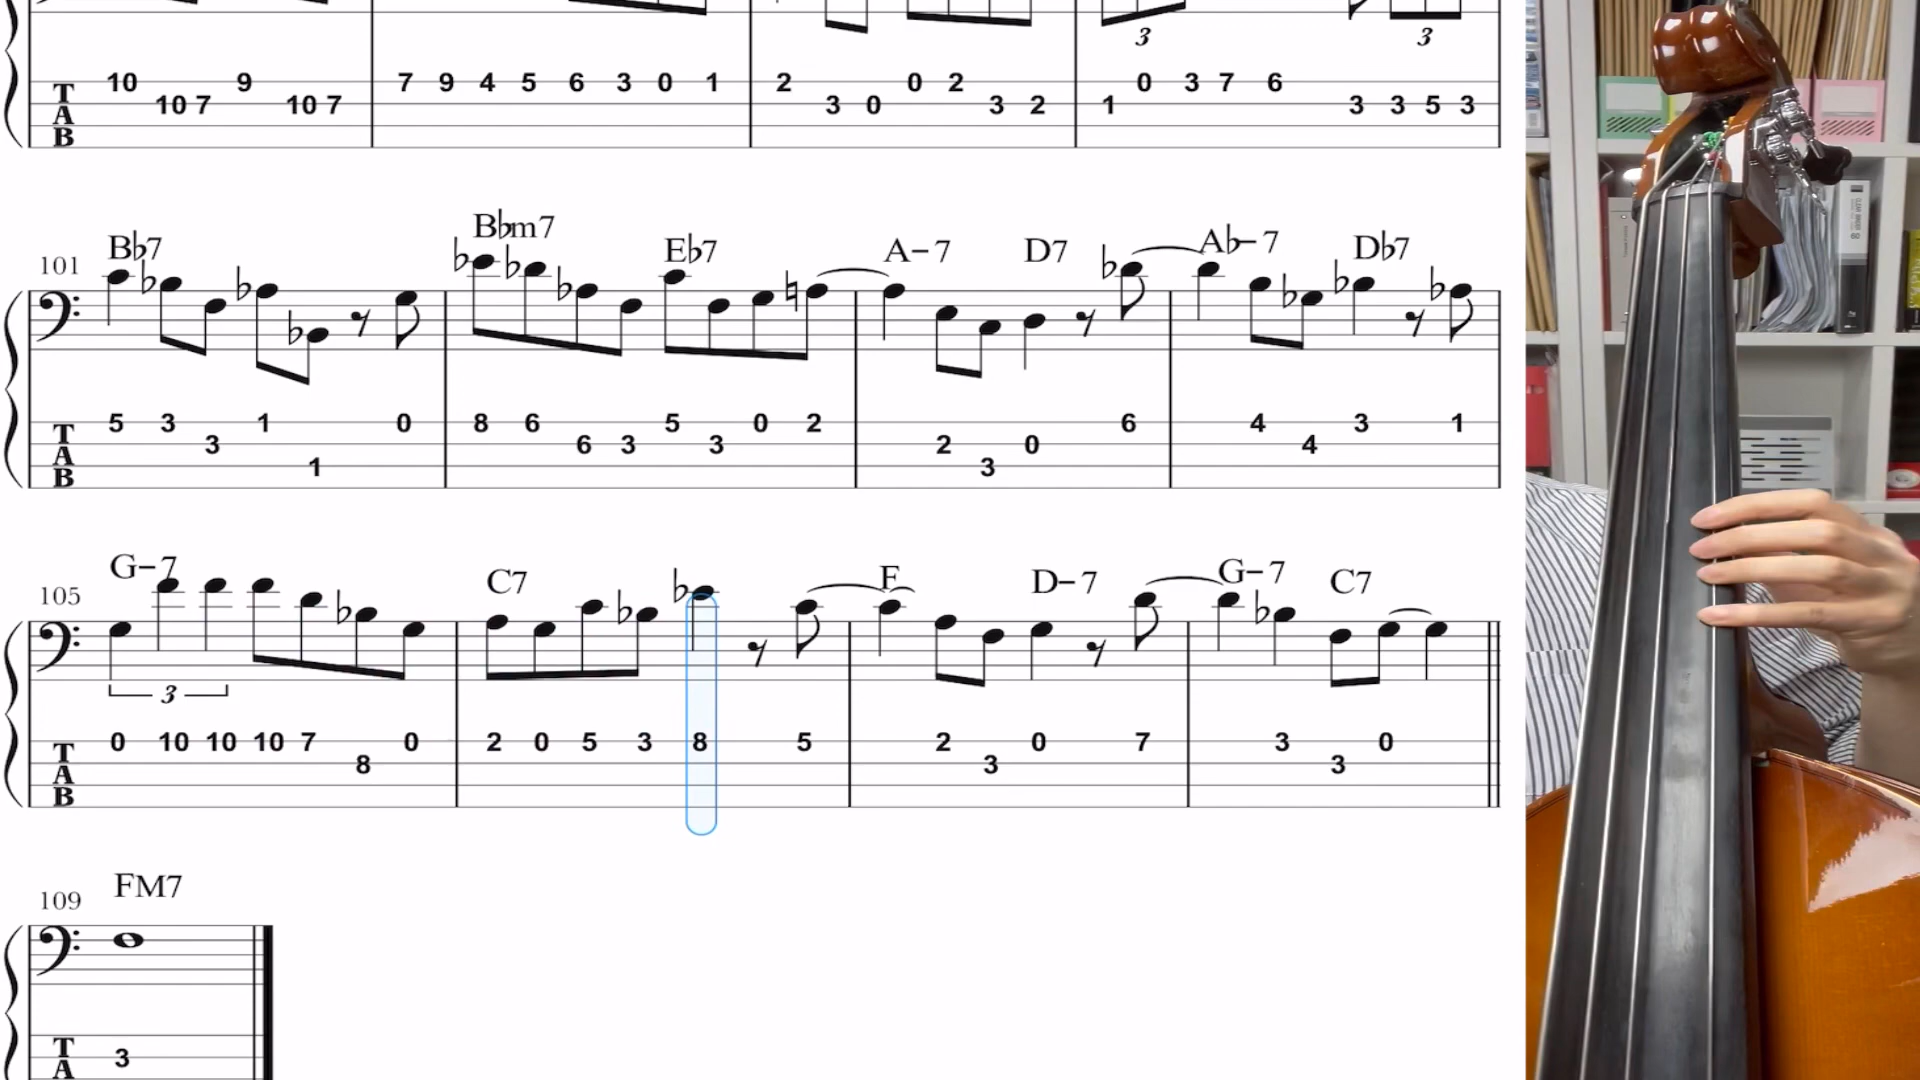 3 3
10 10 7 9 10 7 7 9 4 5 6 3 0 1 2 3 0 0 2 3 2 1 0 3 7 6 3 3 5 3
TAB
B♭7 B♭m7 E♭7 A-7 D7 A♭-7 D♭7
101
5 3 3 1 1 0 8 6 6 3 5 3 0 2 2 3 0 6 4 4 3 1
TAB
G-7 C7 F D-7 G-7 C7
105
3
0 10 10 10 7 8 0 2 0 5 3 8 5 2 3 0 7 3 3 0
TAB
FM7
109
3
TA